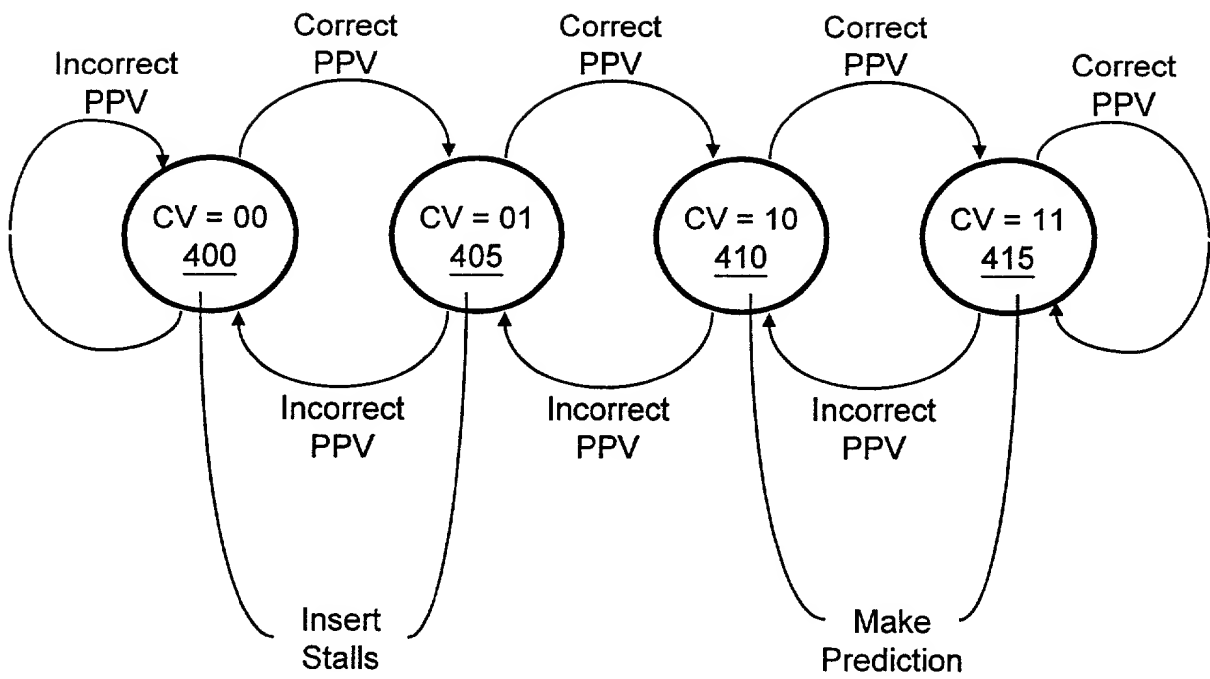 Incorrect
PPV
Correct
PPV
Correct
PPV
Correct
PPV
Correct
PPV
CV = 00
400
CV = 01
405
CV = 10
410
CV = 11
415
Incorrect
PPV
Incorrect
PPV
Incorrect
PPV
Insert
Stalls
Make
Prediction